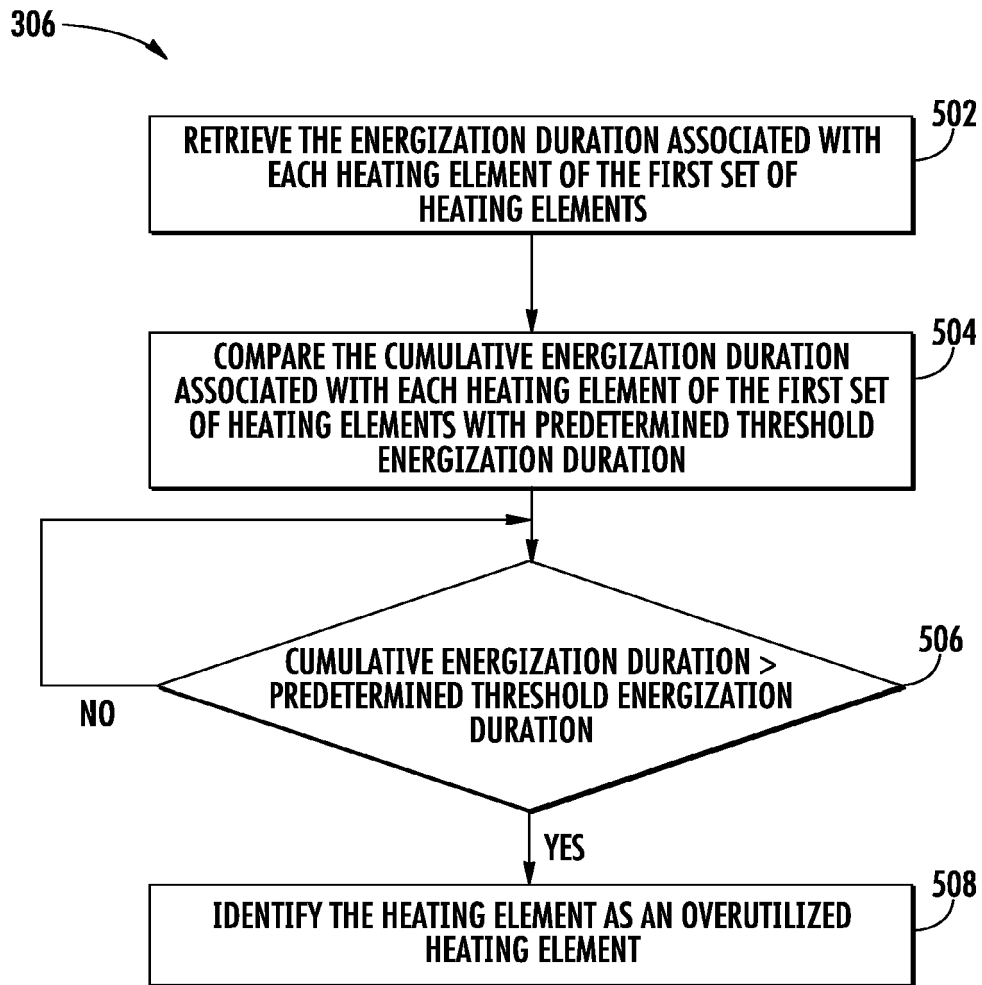 306
502
RETRIEVE THE ENERGIZATION DURATION ASSOCIATED WITH
EACH HEATING ELEMENT OF THE FIRST SET OF
HEATING ELEMENTS
504
COMPARE THE CUMULATIVE ENERGIZATION DURATION
ASSOCIATED WITH EACH HEATING ELEMENT OF THE FIRST SET
OF HEATING ELEMENTS WITH PREDETERMINED THRESHOLD
ENERGIZATION DURATION
506
CUMULATIVE ENERGIZATION DURATION >
PREDETERMINED THRESHOLD ENERGIZATION
DURATION
NO
YES
508
IDENTIFY THE HEATING ELEMENT AS AN OVERUTILIZED
HEATING ELEMENT